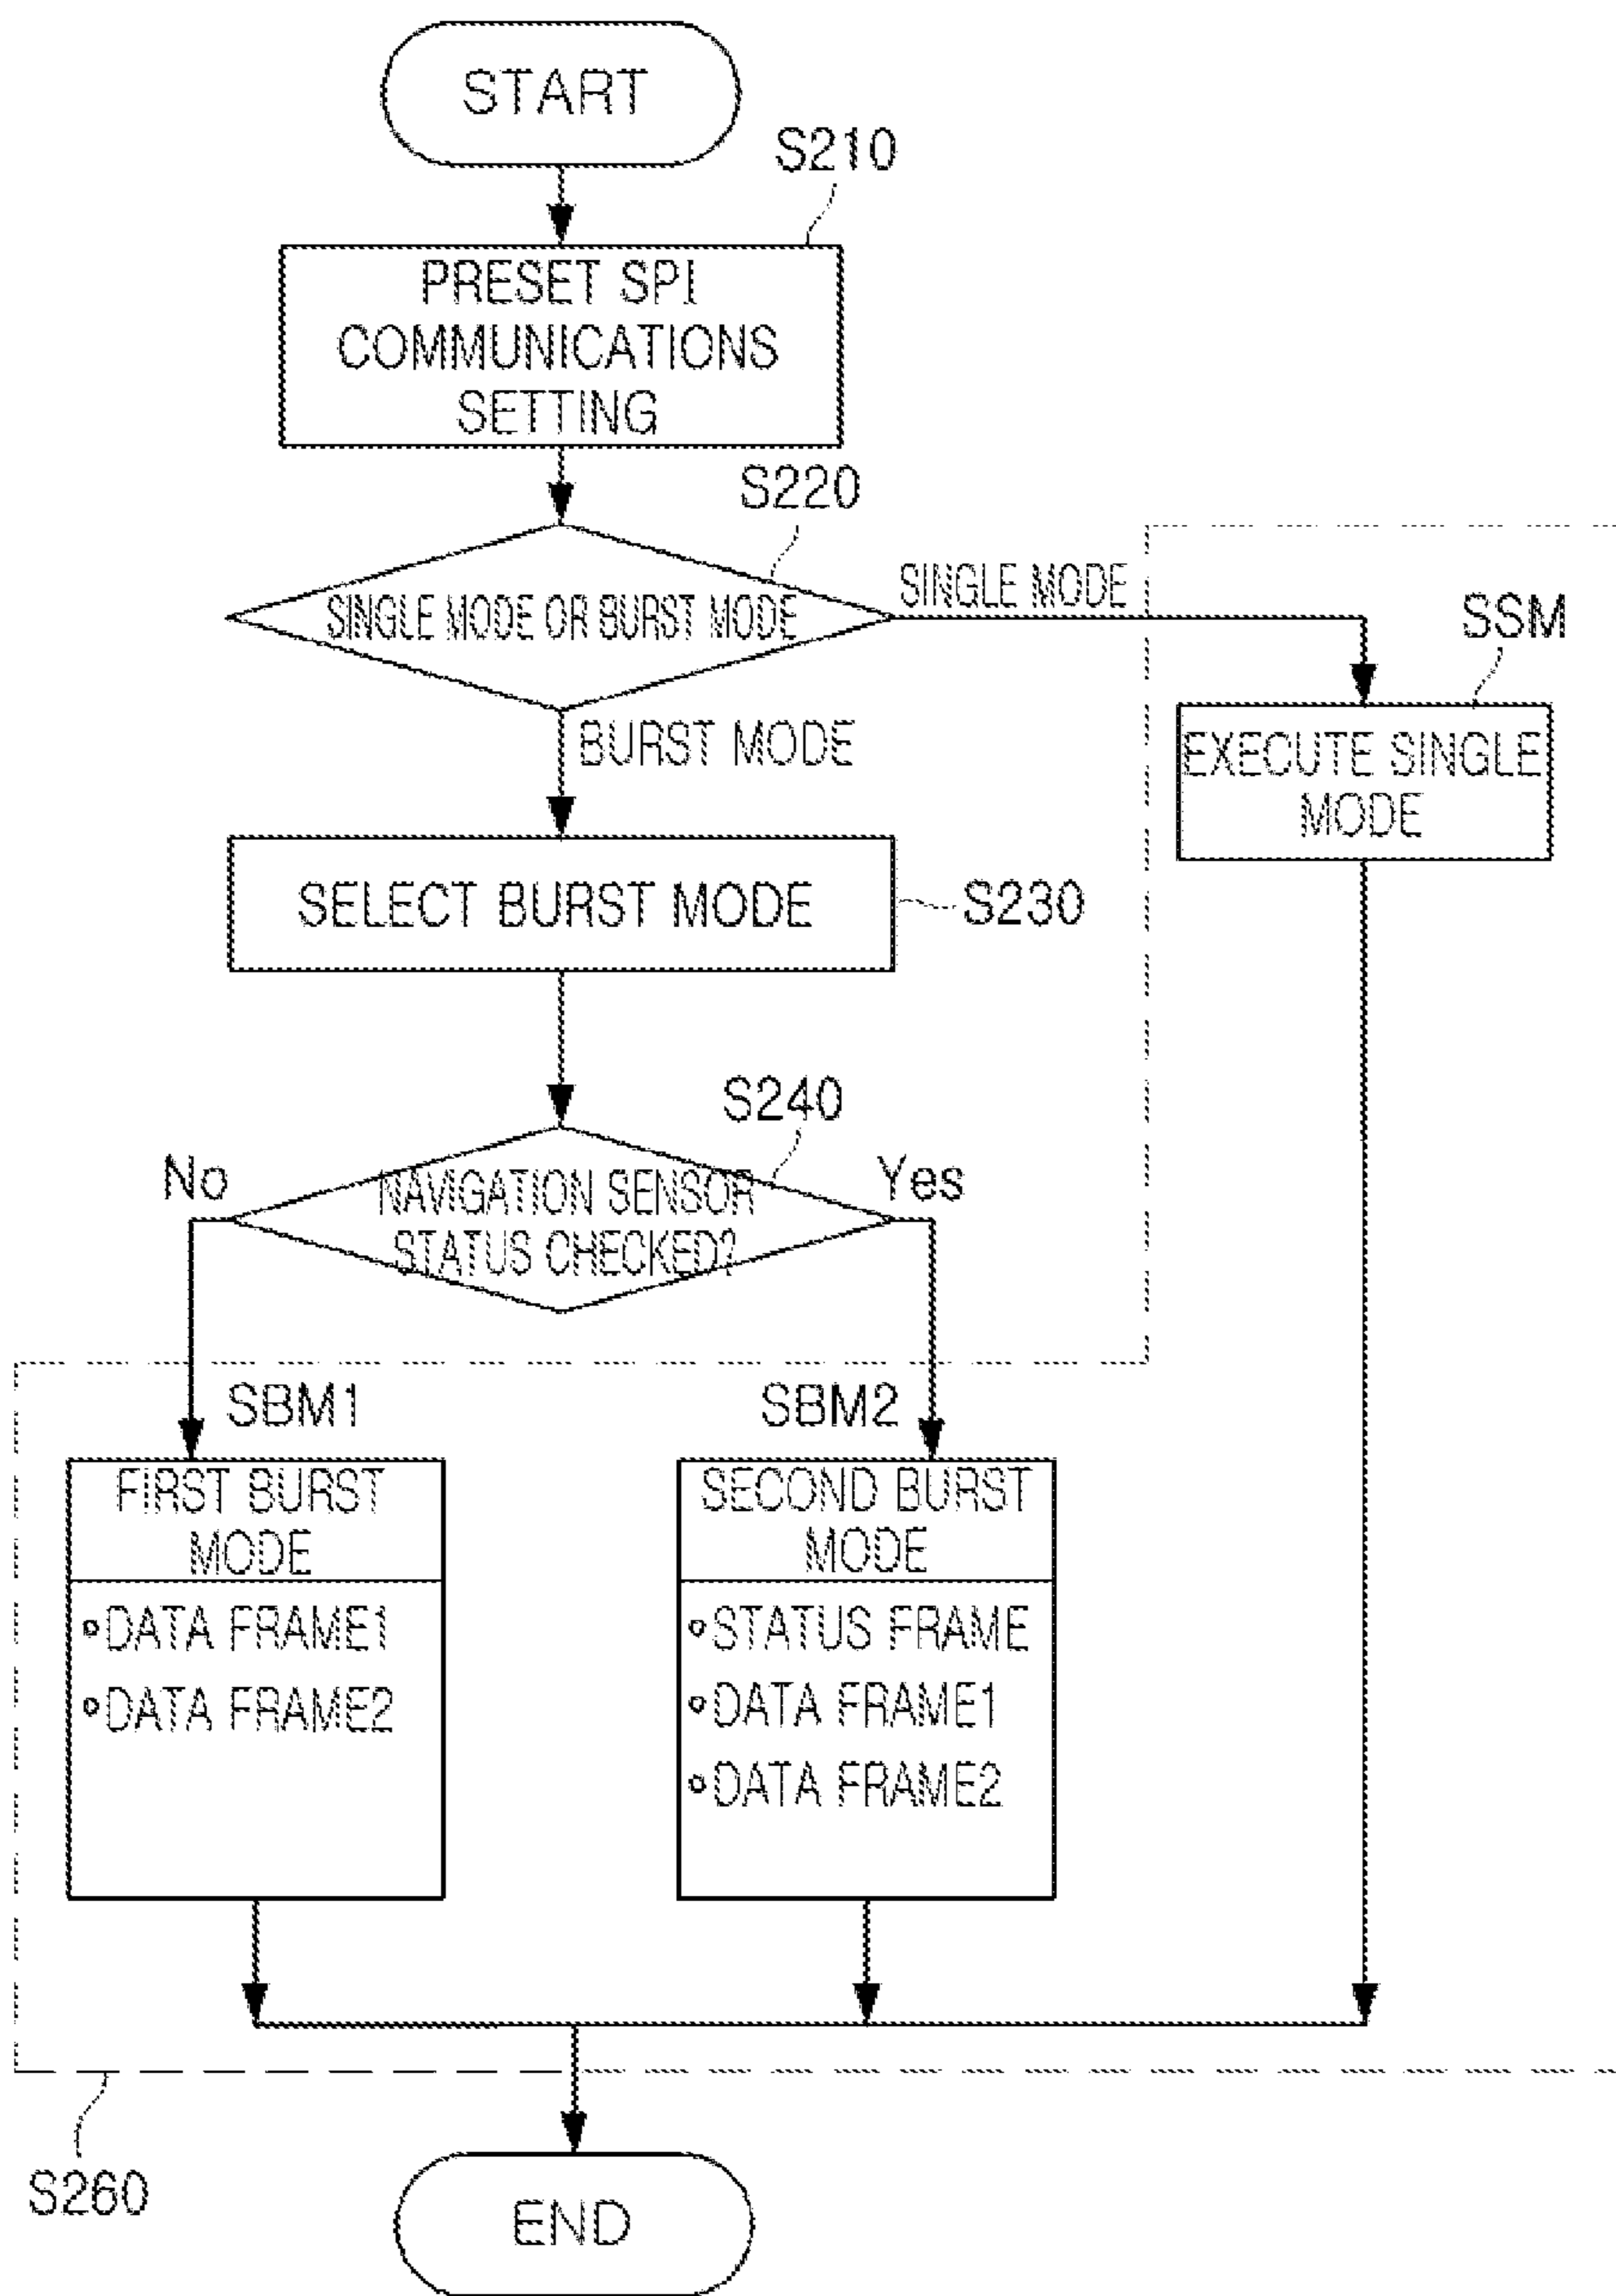 START
S210
PRESET SPI
COMMUNICATIONS
SETTING
S220
SINGLE MODE OR BURST MODE
SINGLE MODE
SSM
BURST MODE
EXECUTE SINGLE
MODE
SELECT BURST MODE
S230
S240
No
NAVIGATION SENSOR
STATUS CHECKED?
Yes
SBM1
SBM2
FIRST BURST
MODE
∘DATA FRAME1
∘DATA FRAME2
SECOND BURST
MODE
∘STATUS FRAME
∘DATA FRAME1
∘DATA FRAME2
S260
END